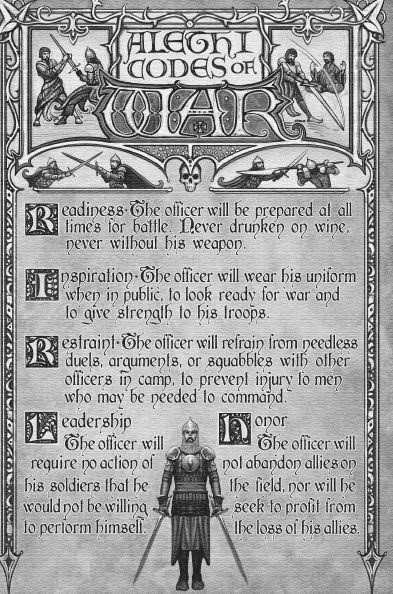 ALETHI
CODES OF
WAR
Readiness · The officer will be prepared at all
times for battle. Never drunken on wine,
never without his weapon.
Inspiration · The officer will wear his uniform
when in public, to look ready for war and
to give strength to his troops.
Restraint · The officer will refrain from needless
duels, arguments, or squabbles with other
officers in camp, to prevent injury to men
who may be needed to command.
Leadership
The officer will
require no action of
his soldiers that he
would not be willing
to perform himself.
Honor
The officer will
not abandon allies on
the field, nor will he
seek to profit from
the loss of his allies.